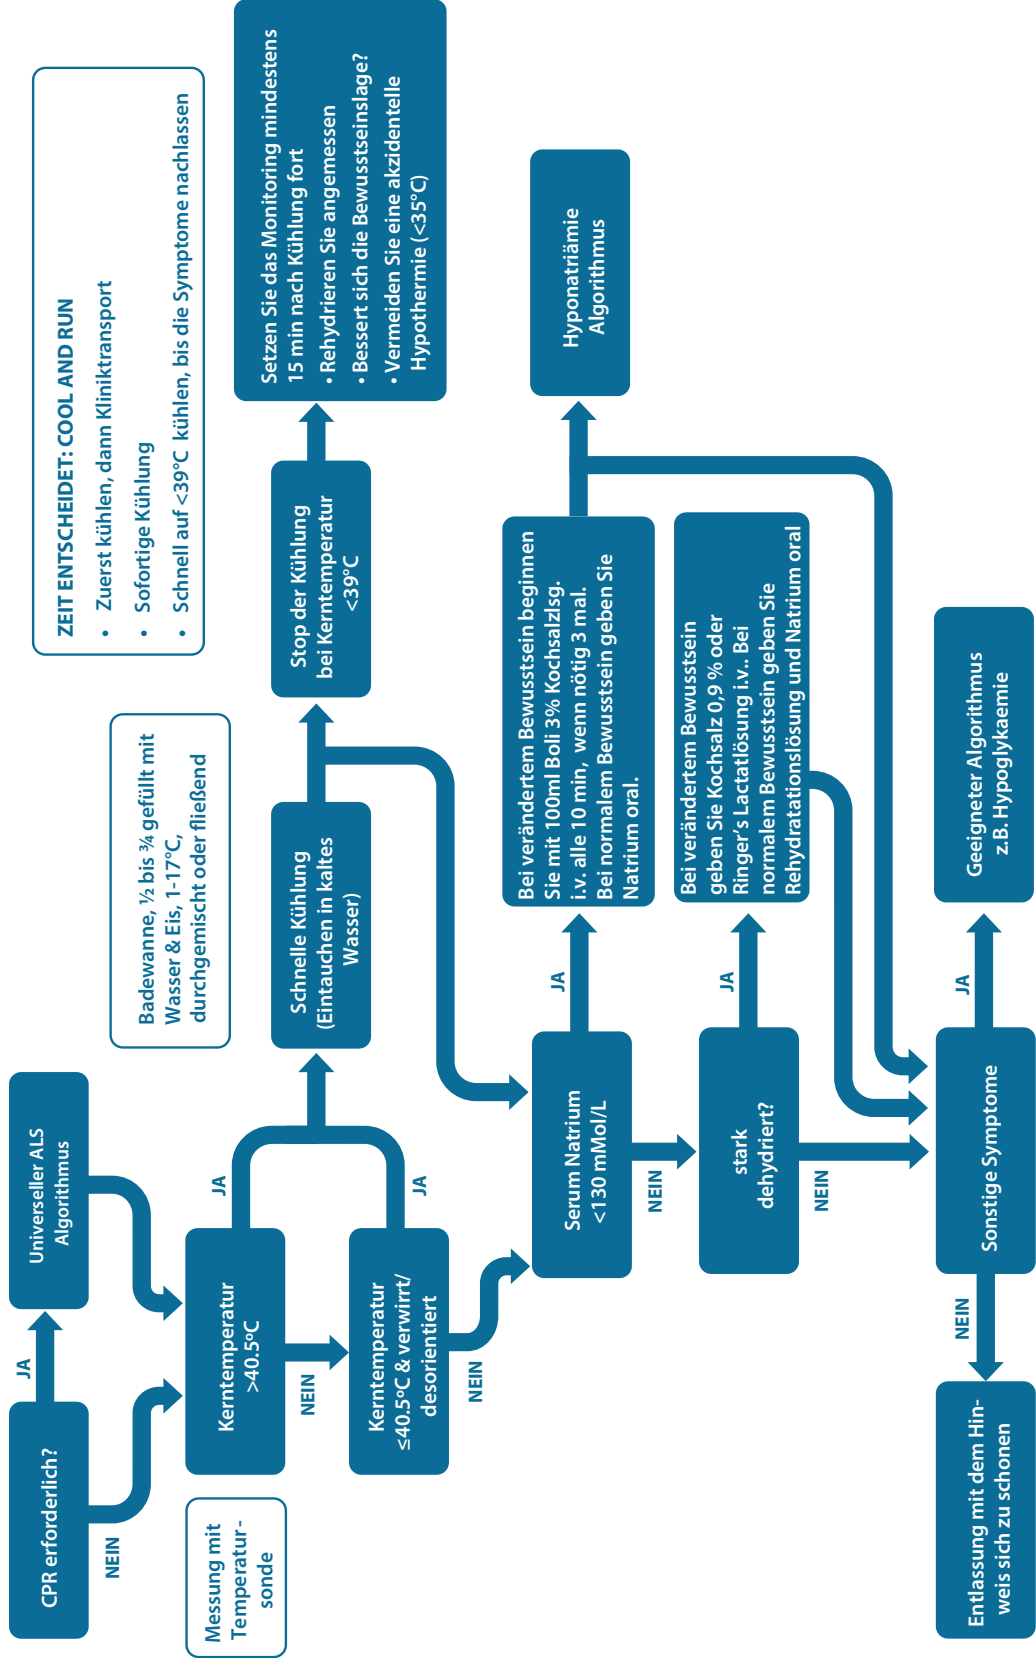 CPR erforderlich?
JA
Universeller ALS
Algorithmus
ZEIT ENTSCHEIDET: COOL AND RUN
• Zuerst kühlen, dann Kliniktransport
• Sofortige Kühlung
• Schnell auf <39°C kühlen, bis die Symptome nachlassen
NEIN
Messung mit
Temperatur-
sonde
Kerntemperatur
>40.5°C
JA
NEIN
Kerntemperatur
≤40.5°C & verwirrt/
desorientiert
JA
NEIN
Badewanne, ½ bis ¾ gefüllt mit
Wasser & Eis, 1-17°C,
durchgemischt oder fließend
Schnelle Kühlung
(Eintauchen in kaltes
Wasser)
Stop der Kühlung
bei Kerntemperatur
<39°C
Setzen Sie das Monitoring mindestens
15 min nach Kühlung fort
• Rehydrieren Sie angemessen
• Bessert sich die Bewusstseinslage?
• Vermeiden Sie eine akzidentelle
Hypothermie (<35°C)
Serum Natrium
<130 mMol/L
JA
Bei verändertem Bewusstsein beginnen
Sie mit 100ml Boli 3% Kochsalzlsg.
i.v. alle 10 min, wenn nötig 3 mal.
Bei normalem Bewusstsein geben Sie
Natrium oral.
Hyponatriämie
Algorithmus
NEIN
stark
dehydriert?
JA
Bei verändertem Bewusstsein
geben Sie Kochsalz 0,9 % oder
Ringer's Lactatlösung i.v.. Bei
normalem Bewusstsein geben Sie
Rehydratationslösung und Natrium oral
NEIN
Sonstige Symptome
JA
Geeigneter Algorithmus
z.B. Hypoglykaemie
NEIN
Entlassung mit dem Hin-
weis sich zu schonen